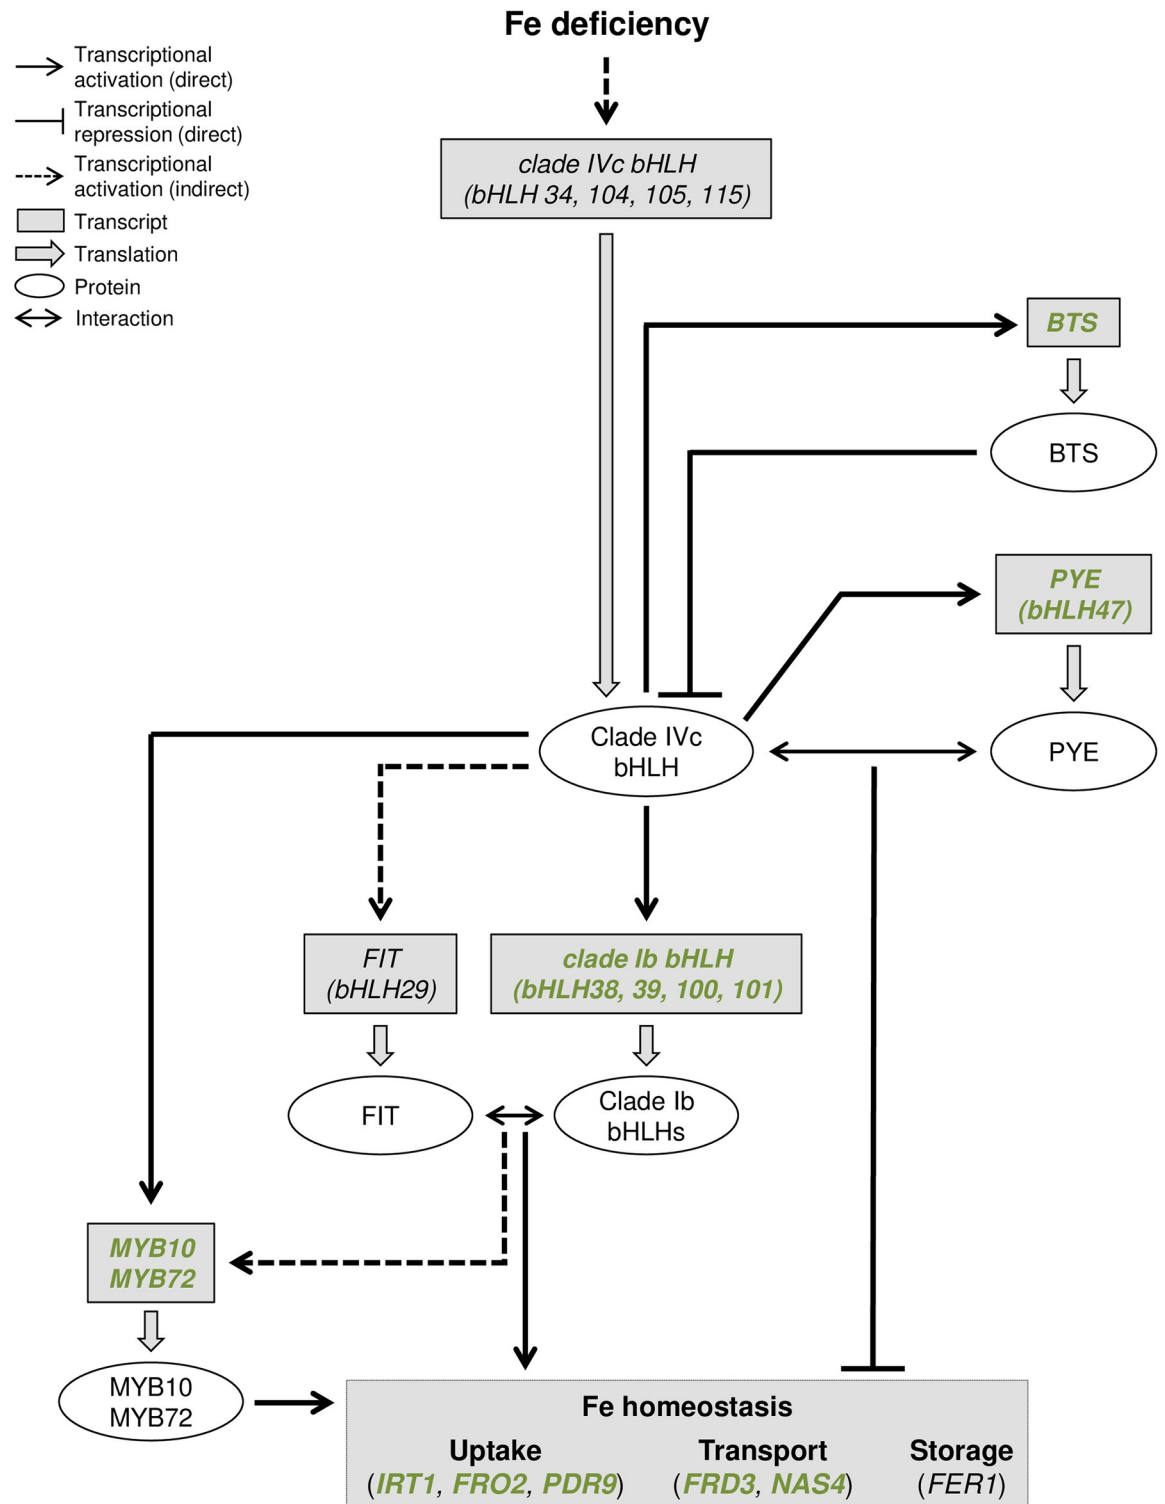 Fe deficiency
Transcriptional
activation (direct)
Transcriptional
repression (direct)
Transcriptional
activation (indirect)
Transcript
Translation
Protein
Interaction
clade IVc bHLH
(bHLH 34, 104, 105, 115)
BTS
BTS
PYE
(bHLH47)
Clade IVc
bHLH
PYE
FIT
(bHLH29)
clade Ib bHLH
(bHLH38, 39, 100, 101)
FIT
Clade Ib
bHLHs
MYB10
MYB72
MYB10
MYB72
Fe homeostasis
Uptake
(IRT1, FRO2, PDR9)
Transport
(FRD3, NAS4)
Storage
(FER1)